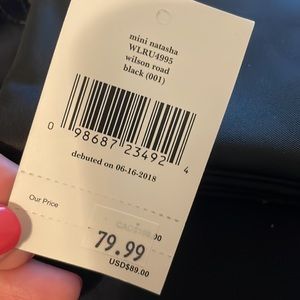 mini natasha
WLRU4995
wilson road
black (001)
0 98687 23492 4
debuted on 06-16-2018
Our Price
79.99
USD$89.00